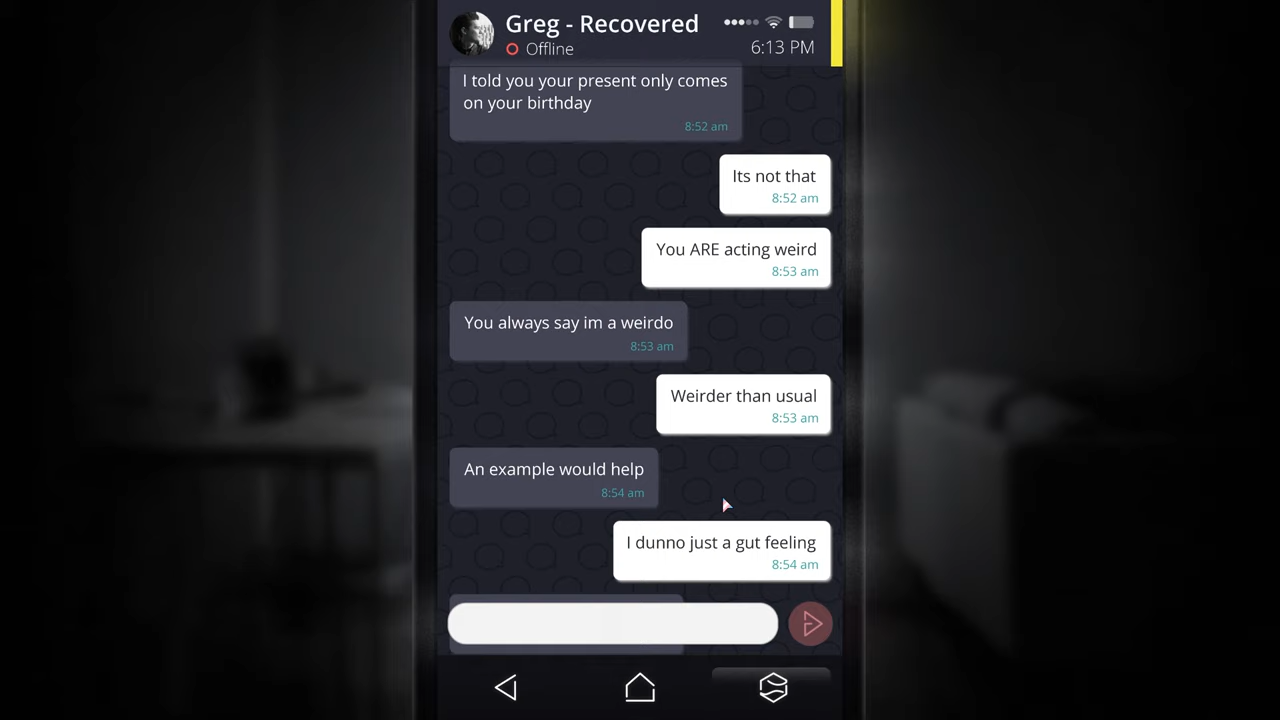 Greg - Recovered
Offline
6:13 PM
I told you your present only comes
on your birthday
8:52 am
Its not that
8:52 am
You ARE acting weird
8:53 am
You always say im a weirdo
8:53 am
Weirder than usual
8:53 am
An example would help
8:54 am
I dunno just a gut feeling
8:54 am